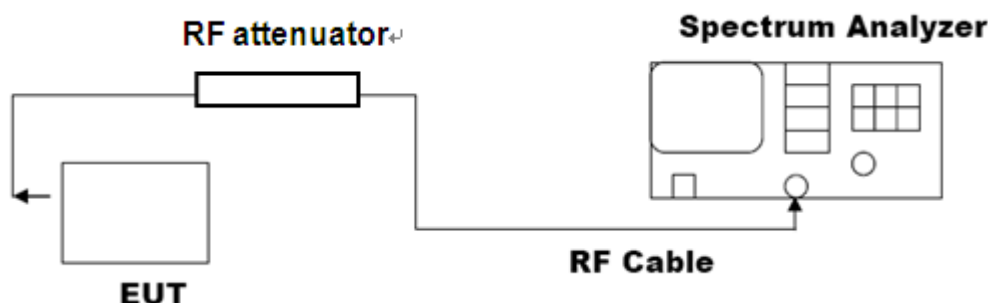 RF attenuator↵
Spectrum Analyzer
RF Cable
EUT